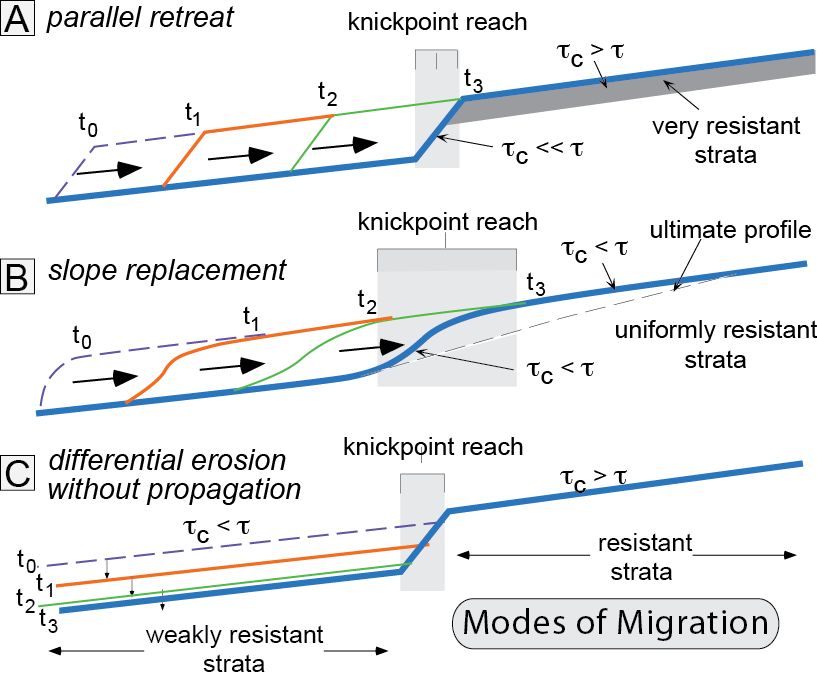 A parallel retreat
knickpoint reach
τc > τ
t0
t1
t2
t3
τc << τ
very resistant
strata
B slope replacement
knickpoint reach
τc < τ
ultimate profile
t0
t1
t2
t3
τc < τ
uniformly resistant
strata
C differential erosion
without propagation
knickpoint reach
τc < τ
τc > τ
t0
t1
t2
t3
resistant
strata
weakly resistant
strata
Modes of Migration